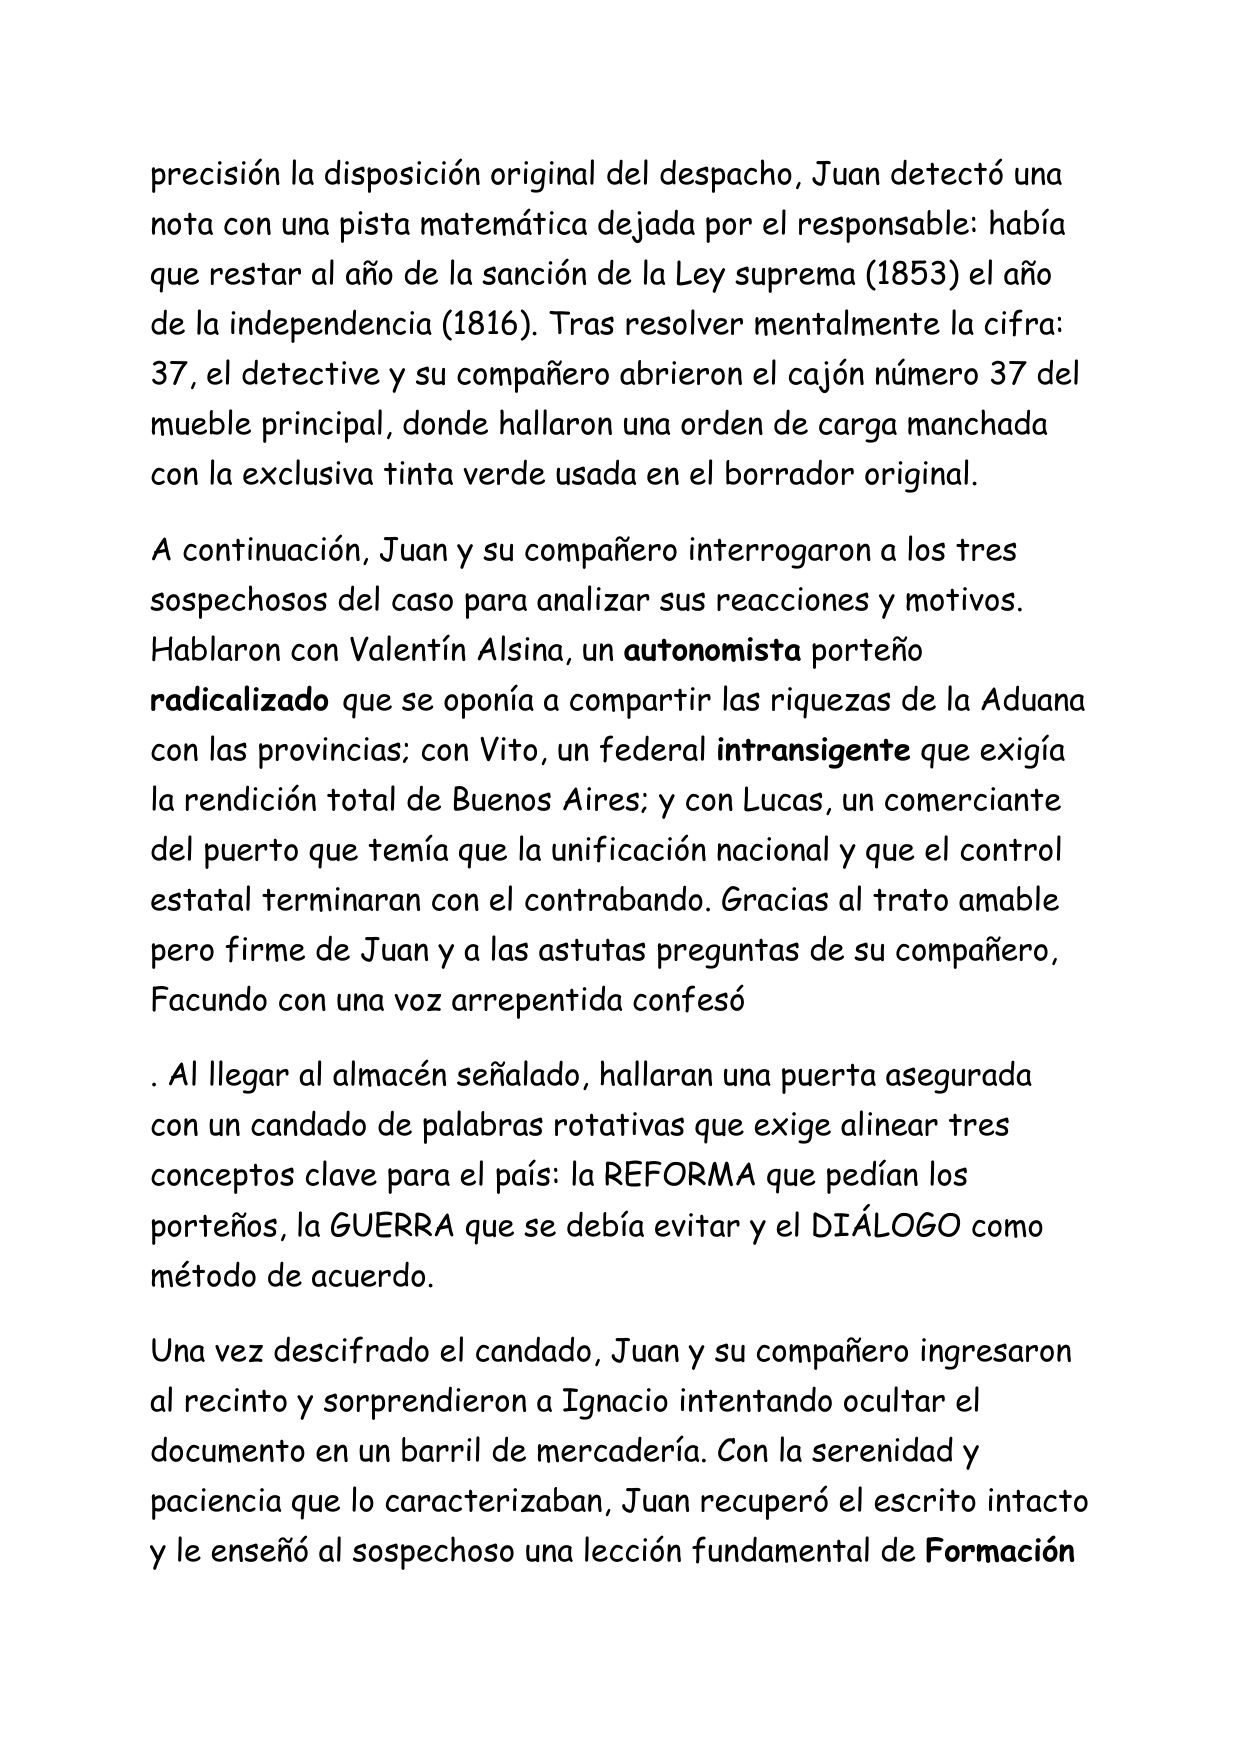 precisión la disposición original del despacho, Juan detectó una
nota con una pista matemática dejada por el responsable: había
que restar al año de la sanción de la Ley suprema (1853) el año
de la independencia (1816). Tras resolver mentalmente la cifra:
37, el detective y su compañero abrieron el cajón número 37 del
mueble principal, donde hallaron una orden de carga manchada
con la exclusiva tinta verde usada en el borrador original.
A continuación, Juan y su compañero interrogaron a los tres
sospechosos del caso para analizar sus reacciones y motivos.
Hablaron con Valentín Alsina, un autonomista porteño
radicalizado que se oponía a compartir las riquezas de la Aduana
con las provincias; con Vito, un federal intransigente que exigía
la rendición total de Buenos Aires; y con Lucas, un comerciante
del puerto que temía que la unificación nacional y que el control
estatal terminaran con el contrabando. Gracias al trato amable
pero firme de Juan y a las astutas preguntas de su compañero,
Facundo con una voz arrepentida confesó
. Al llegar al almacén señalado, hallaran una puerta asegurada
con un candado de palabras rotativas que exige alinear tres
conceptos clave para el país: la REFORMA que pedían los
porteños, la GUERRA que se debía evitar y el DIÁLOGO como
método de acuerdo.
Una vez descifrado el candado, Juan y su compañero ingresaron
al recinto y sorprendieron a Ignacio intentando ocultar el
documento en un barril de mercadería. Con la serenidad y
paciencia que lo caracterizaban, Juan recuperó el escrito intacto
y le enseñó al sospechoso una lección fundamental de Formación